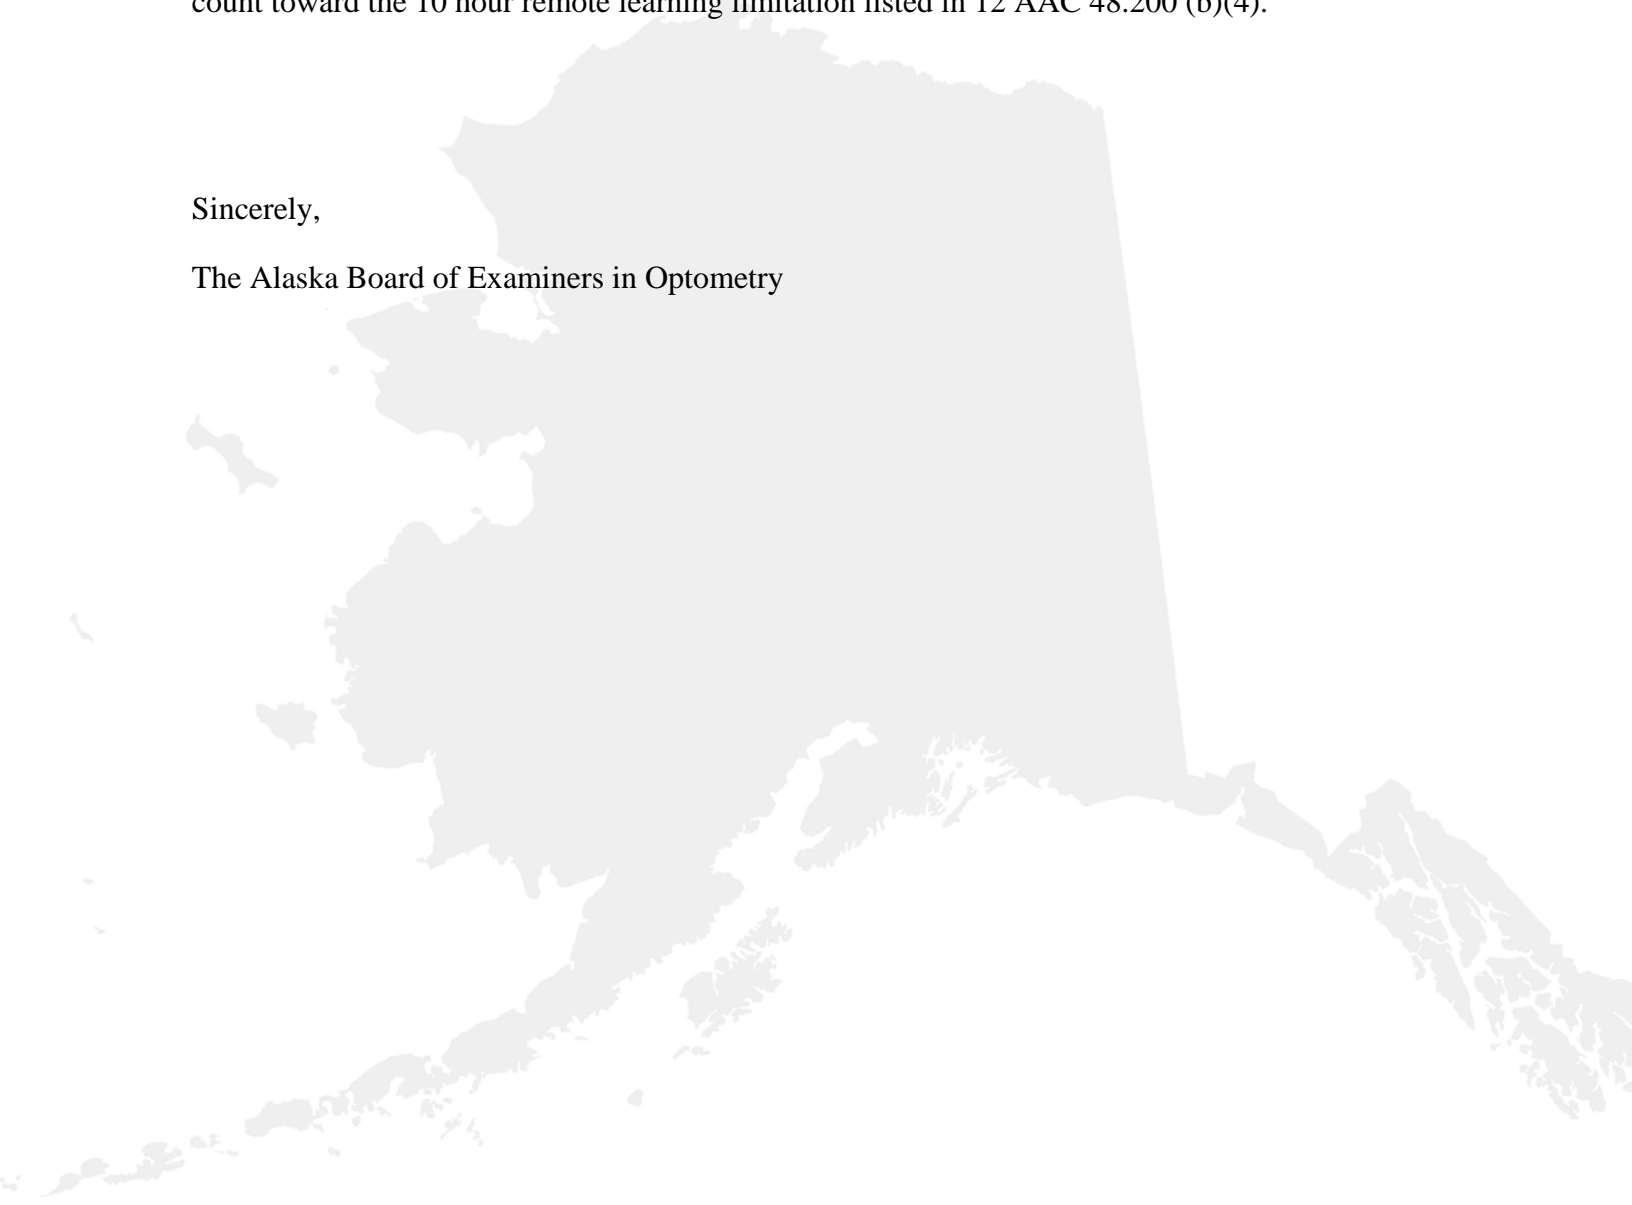 count toward the 10 hour remote learning limitation listed in 12 AAC 48.200 (b)(4).
Sincerely,
The Alaska Board of Examiners in Optometry